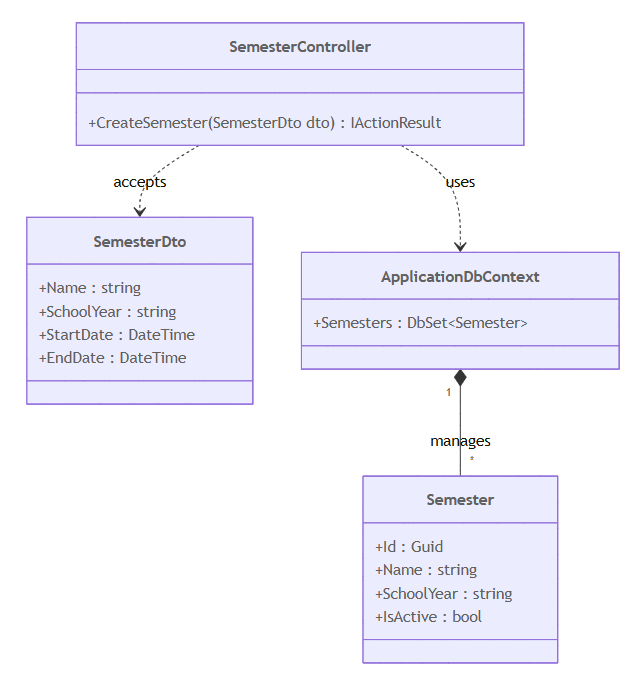 SemesterController
+CreateSemester(SemesterDto dto) : IActionResult
accepts
uses
SemesterDto
+Name : string
+SchoolYear : string
+StartDate : DateTime
+EndDate : DateTime
ApplicationDbContext
+Semesters : DbSet<Semester>
1
manages
*
Semester
+Id : Guid
+Name : string
+SchoolYear : string
+IsActive : bool